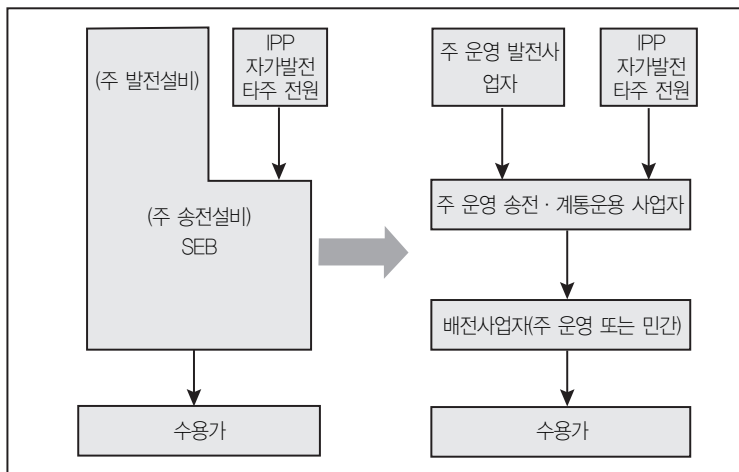 (주 발전설비)
IPP
자가발전
타주 전원
(주 송전설비)
SEB
수용가
주 운영 발전사
업자
IPP
자가발전
타주 전원
주 운영 송전 · 계통운용 사업자
배전사업자(주 운영 또는 민간)
수용가